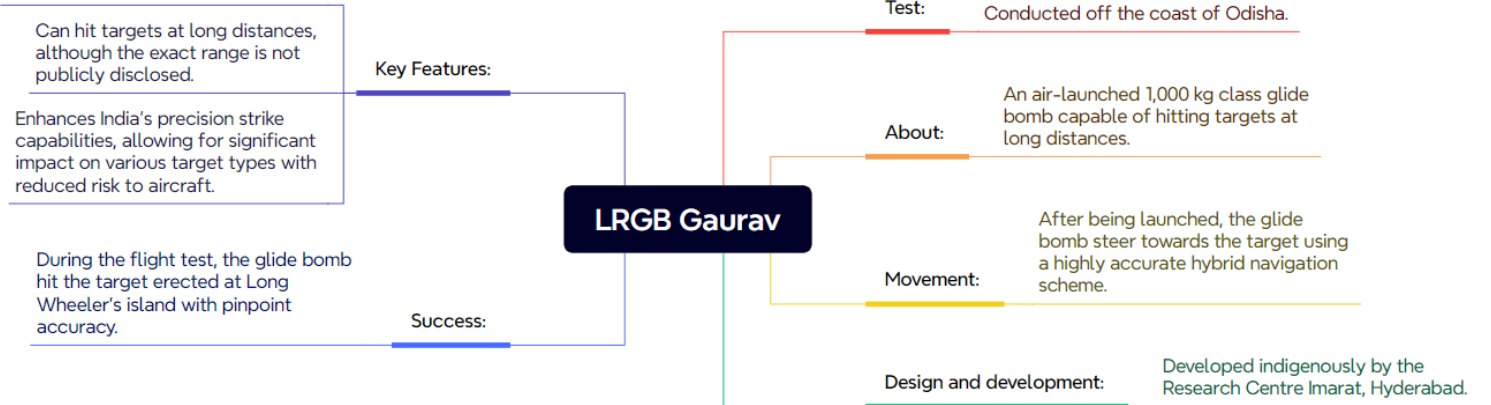 Can hit targets at long distances,
although the exact range is not
publicly disclosed.
Key Features:
Enhances India's precision strike
capabilities, allowing for significant
impact on various target types with
reduced risk to aircraft.
LRGB Gaurav
During the flight test, the glide bomb
hit the target erected at Long
Wheeler's island with pinpoint
accuracy.
Success:
Test:
Conducted off the coast of Odisha.
About:
An air-launched 1,000 kg class glide
bomb capable of hitting targets at
long distances.
Movement:
After being launched, the glide
bomb steer towards the target using
a highly accurate hybrid navigation
scheme.
Design and development:
Developed indigenously by the
Research Centre Imarat, Hyderabad.